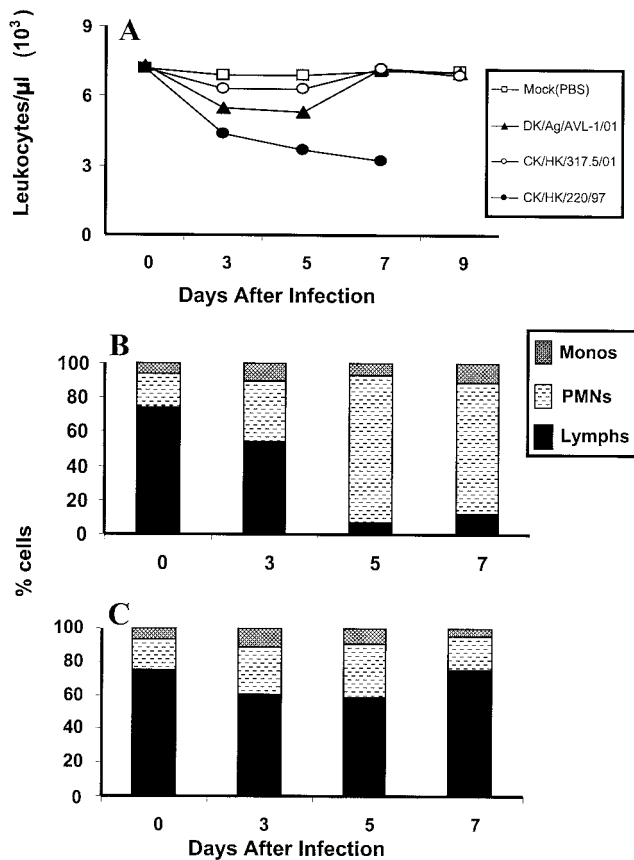 A
Leukocytes/µl (10³)
9
6
3
0
0 3 5 7 9
Days After Infection
Mock(PBS)
DK/Ag/AVL-1/01
CK/HK/317.5/01
CK/HK/220/97
B
% cells
100
80
60
40
20
0
0 3 5 7
Monos
PMNs
Lymphs
C
100
80
60
40
20
0
0 3 5 7
Days After Infection